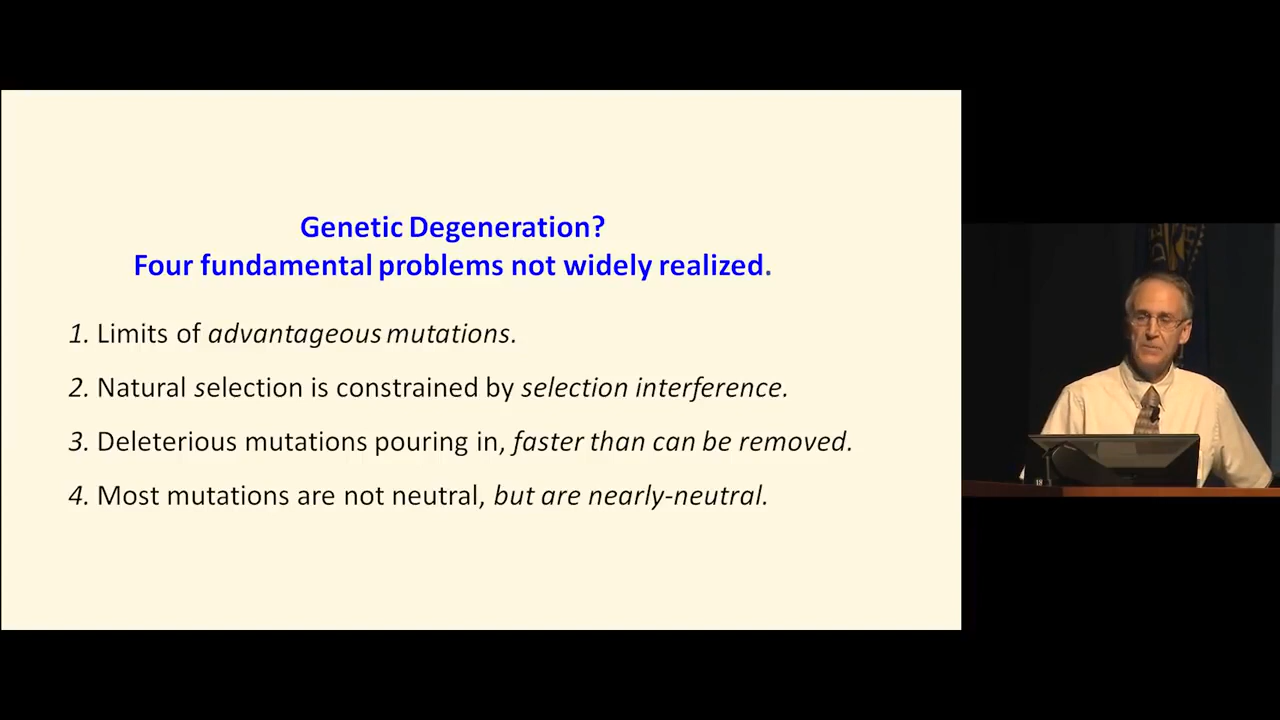 Genetic Degeneration?
Four fundamental problems not widely realized.
1. Limits of advantageous mutations.
2. Natural selection is constrained by selection interference.
3. Deleterious mutations pouring in, faster than can be removed.
4. Most mutations are not neutral, but are nearly-neutral.